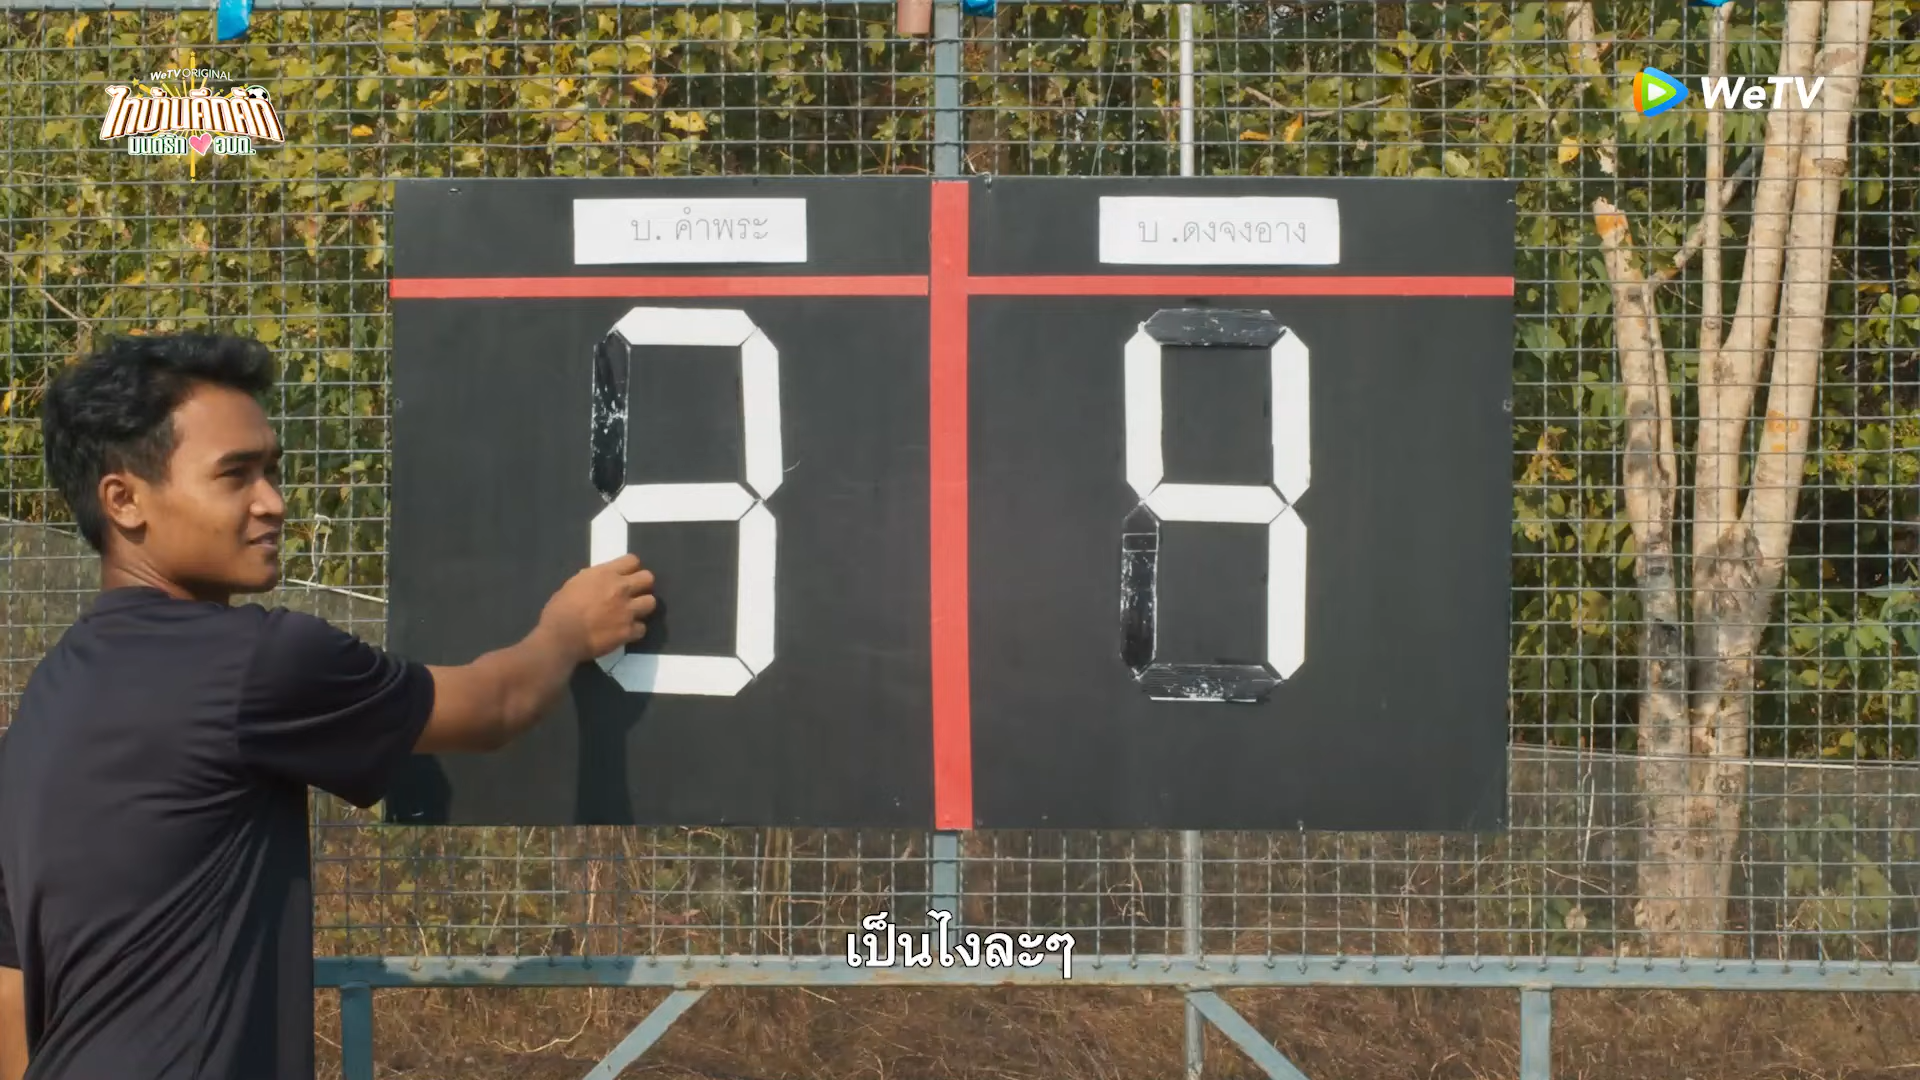 WeTV ORIGINAL
ไทบ้านคึกคัก
มนต์รัก อบต.
WeTV
บ. คำพระ
บ .ดงจงอาง
4
เป็นไงละๆ